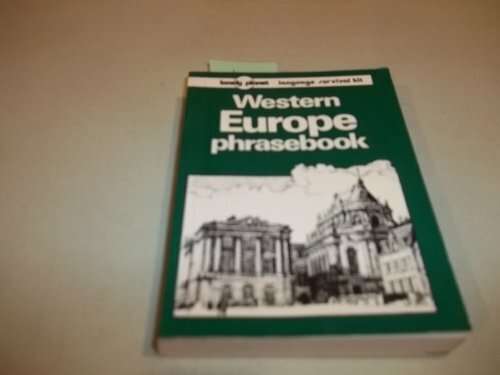 lonely planet language survival kit
Western
Europe
phrasebook